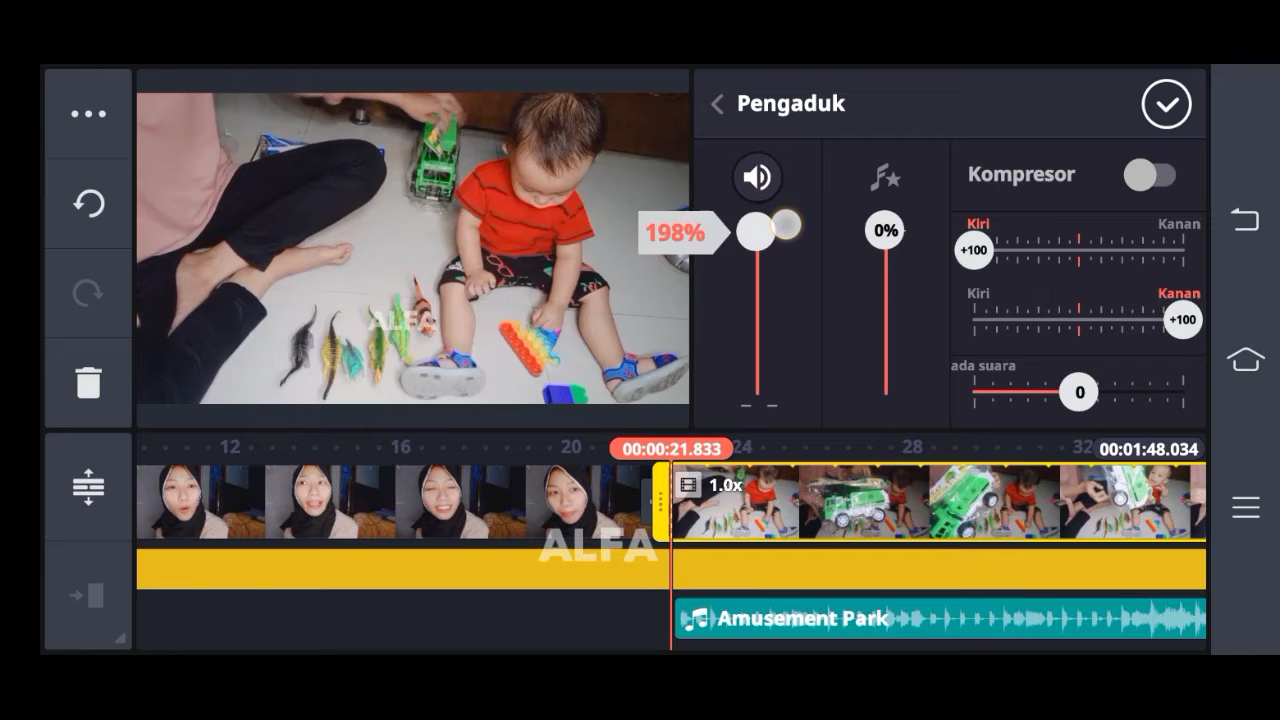 Pengaduk
Kompresor
198%
0%
Kiri
Kanan
+100
Kiri
Kanan
+100
ada suara
0
ALFA
12
16
20
00:00:21.833
24
28
32
00:01:48.034
1.0x
ALFA
Amusement Park